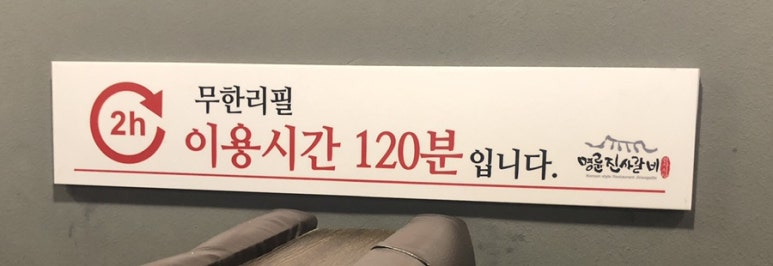 2h
무한리필
이용시간 120분입니다.
명륜진사갈비